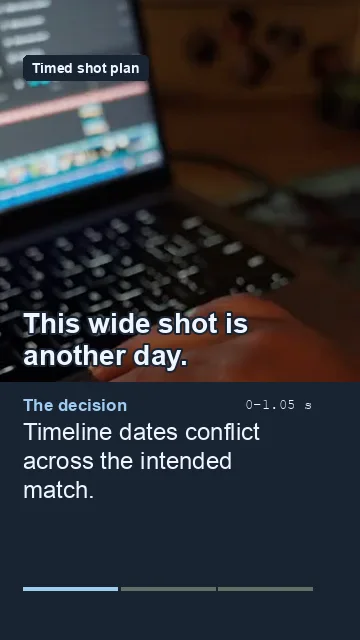 Timed shot plan
This wide shot is
another day.
The decision
0–1.05 s
Timeline dates conflict
across the intended
match.